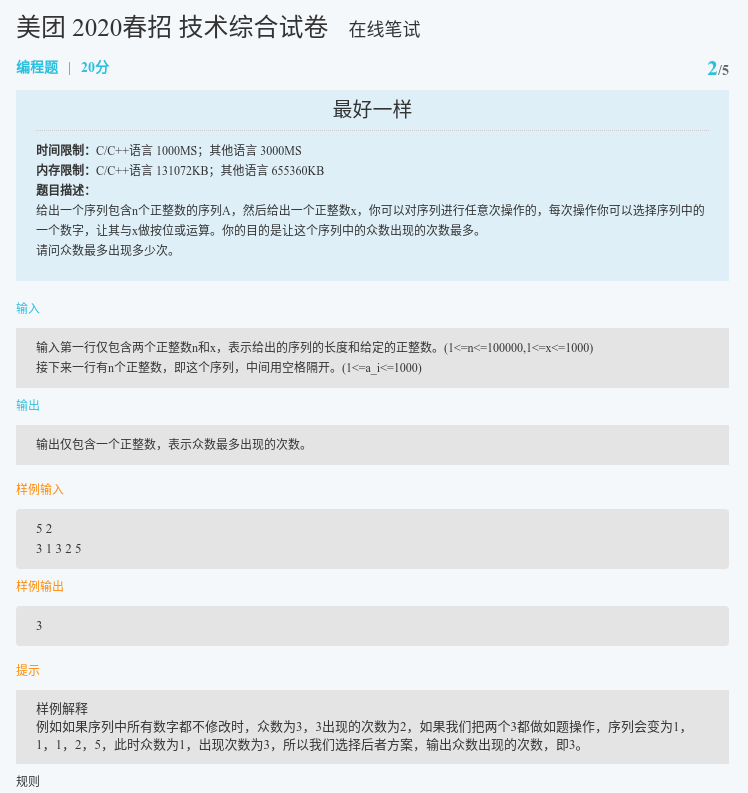 美团 2020春招 技术综合试卷 在线笔试
编程题 | 20分 2/5
最好一样
时间限制：C/C++语言 1000MS；其他语言 3000MS
内存限制：C/C++语言 131072KB；其他语言 655360KB
题目描述：
给出一个序列包含n个正整数的序列A，然后给出一个正整数x，你可以对序列进行任意次操作的，每次操作你可以选择序列中的
一个数字，让其与x做按位或运算。你的目的是让这个序列中的众数出现的次数最多。
请问众数最多出现多少次。
输入
输入第一行仅包含两个正整数n和x，表示给出的序列的长度和给定的正整数。(1<=n<=100000,1<=x<=1000)
接下来一行有n个正整数，即这个序列，中间用空格隔开。(1<=a_i<=1000)
输出
输出仅包含一个正整数，表示众数最多出现的次数。
样例输入
5 2
3 1 3 2 5
样例输出
3
提示
样例解释
例如如果序列中所有数字都不修改时，众数为3，3出现的次数为2，如果我们把两个3都做如题操作，序列会变为1，
1，1，2，5，此时众数为1，出现次数为3，所以我们选择后者方案，输出众数出现的次数，即3。
规则